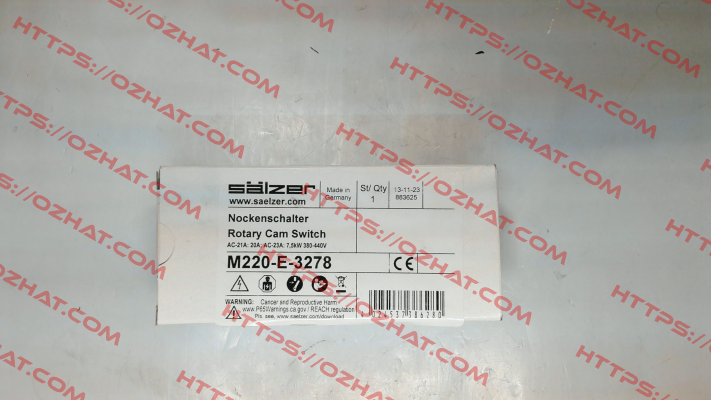 HTTPS://OZHAT.COM
sälzer
www.saelzer.com
Made in
Germany
St/ Qty
1
13-11-23
883625
Nockenschalter
Rotary Cam Switch
AC-21A: 20A; AC-23A: 7,5kW 380-440V
M220-E-3278
CE
WARNING: Cancer and Reproductive Harm
www.P65Warnings.ca.gov / REACH regulation
Pls. see www.saelzer.com/download